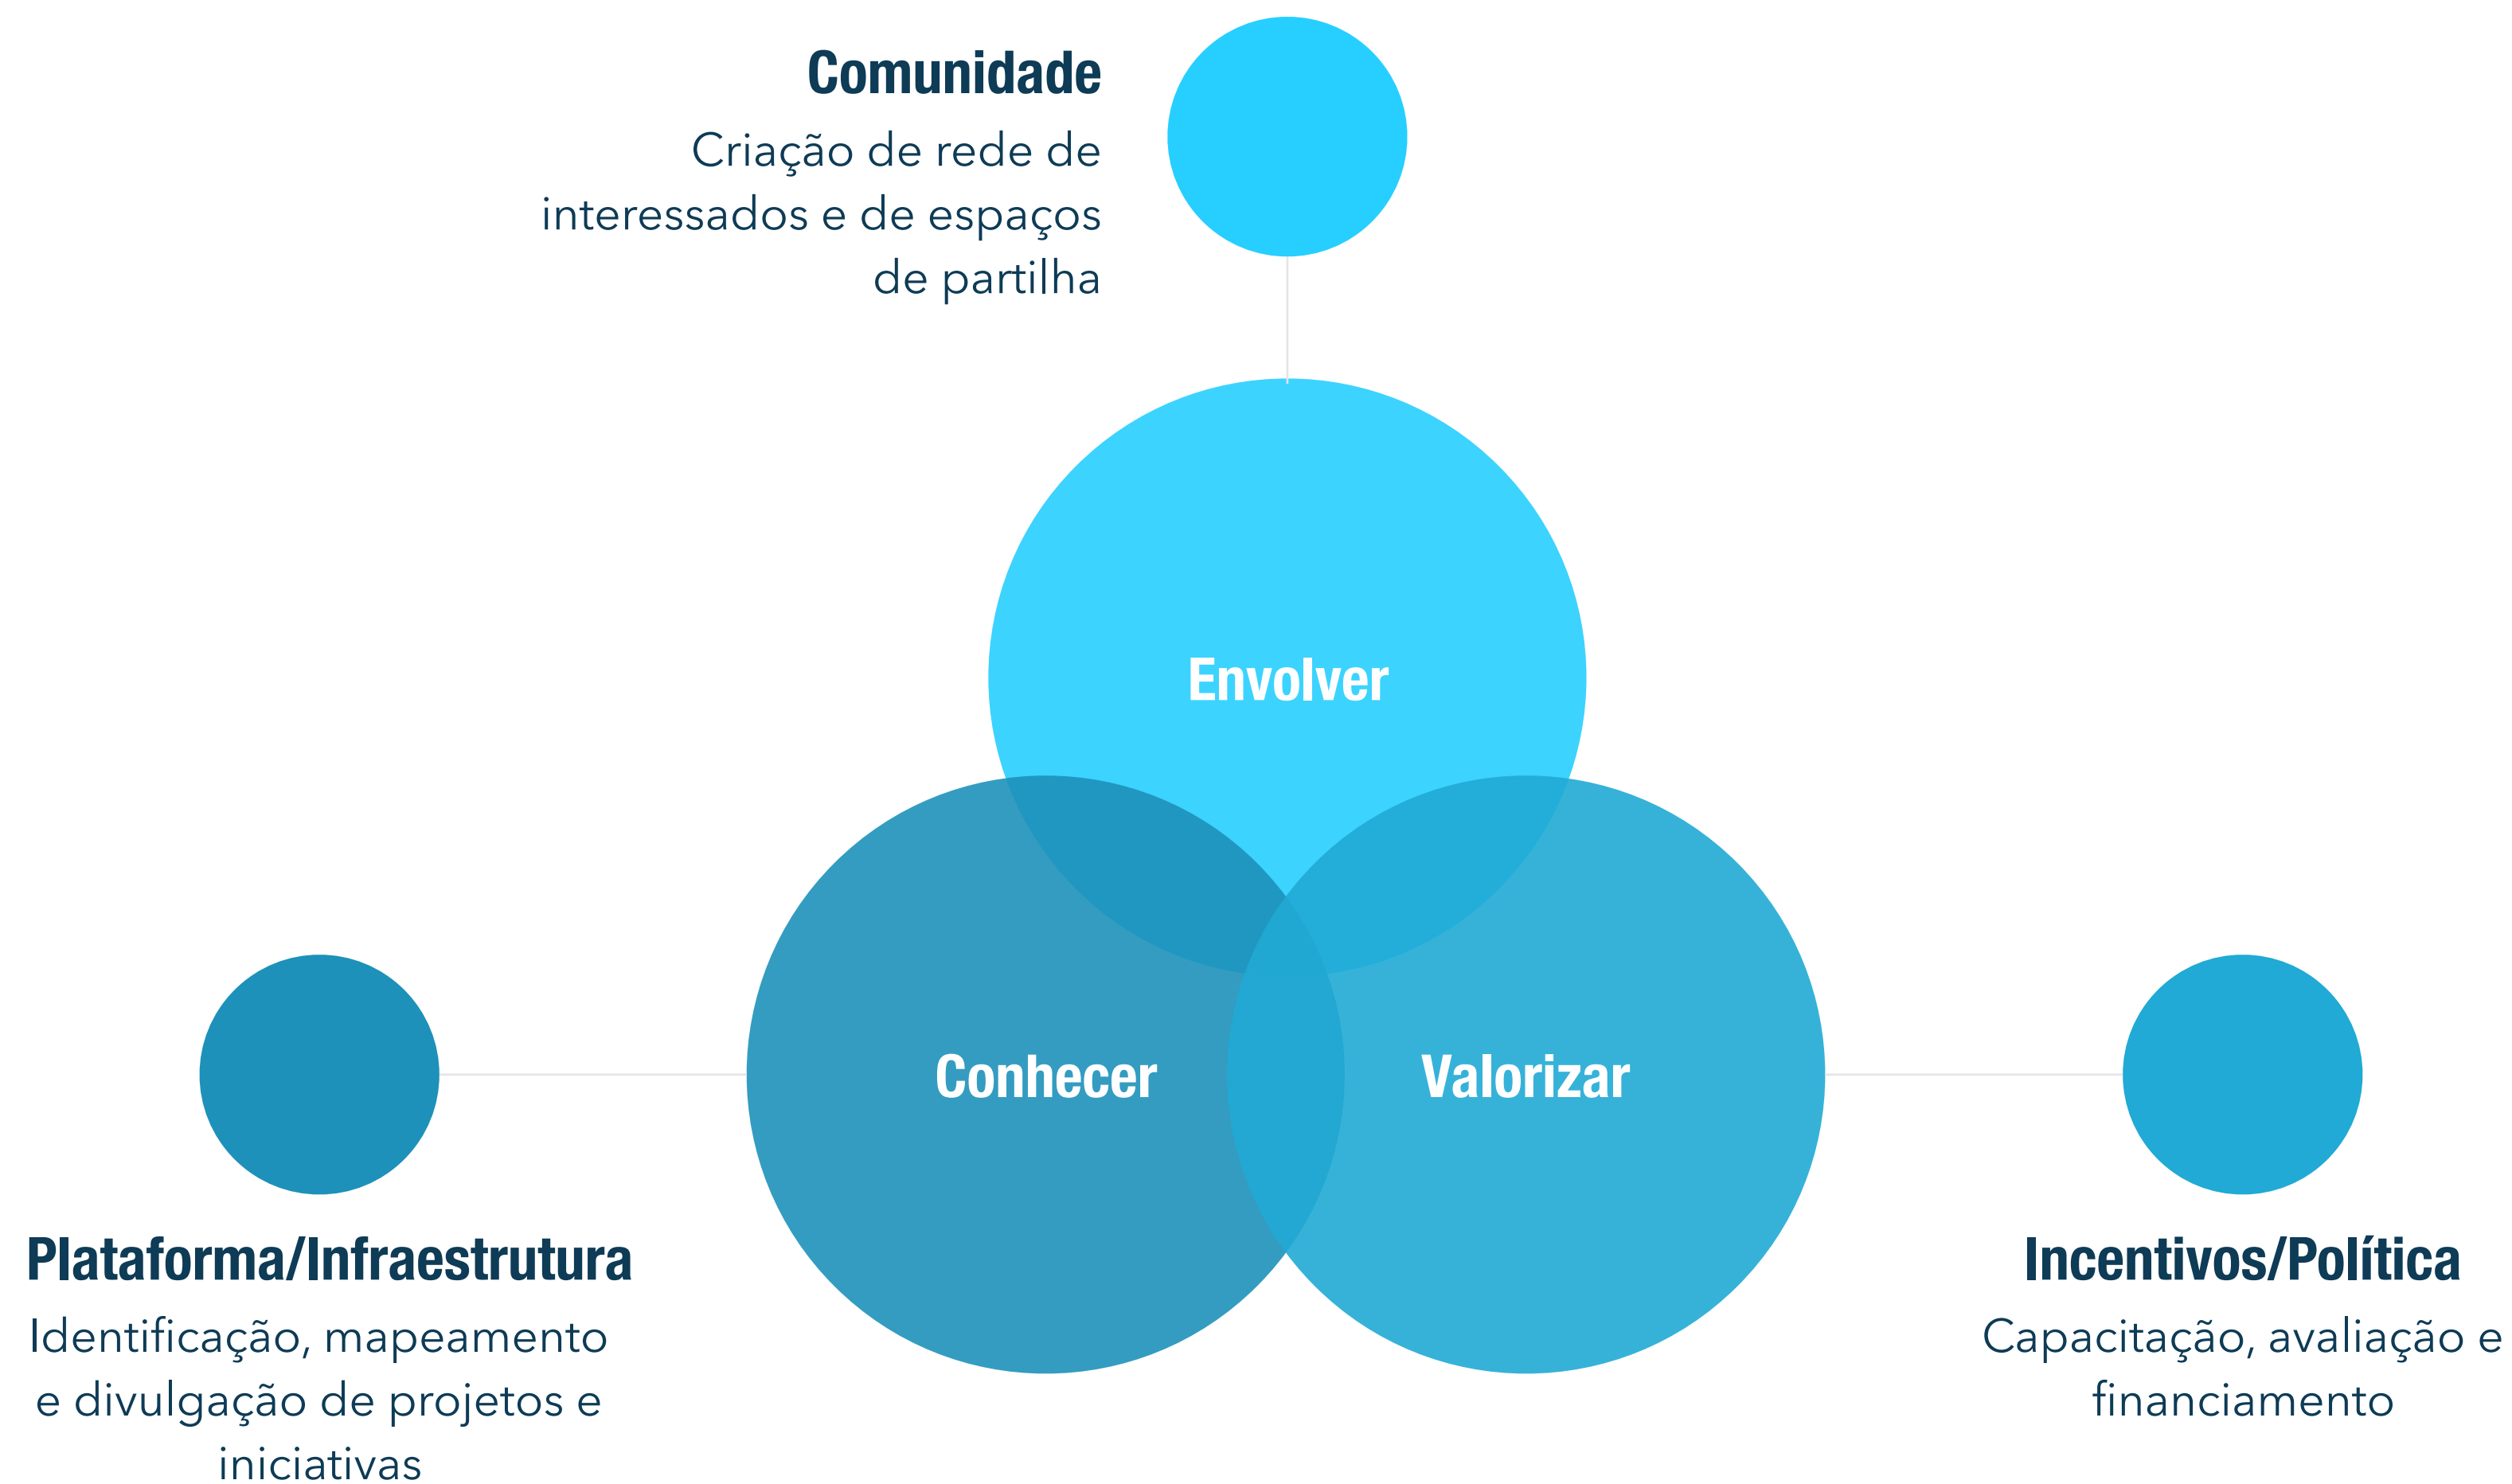 Comunidade
Criação de rede de
interessados e de espaços
de partilha
Envolver
Conhecer
Valorizar
Plataforma/Infraestrutura
Identificação, mapeamento
e divulgação de projetos e
iniciativas
Incentivos/Política
Capacitação, avaliação e
financiamento